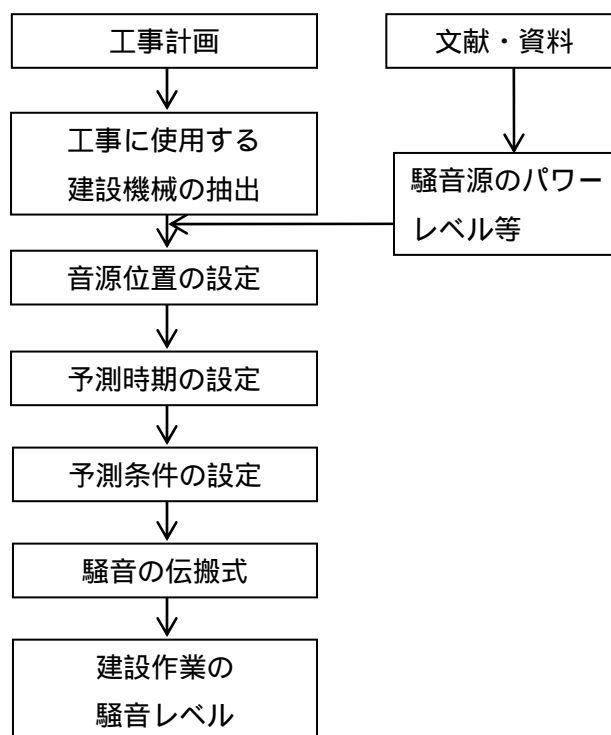 工事計画
文献・資料
工事に使用する
建設機械の抽出
騒音源のパワー
レベル等
音源位置の設定
予測時期の設定
予測条件の設定
騒音の伝搬式
建設作業の
騒音レベル